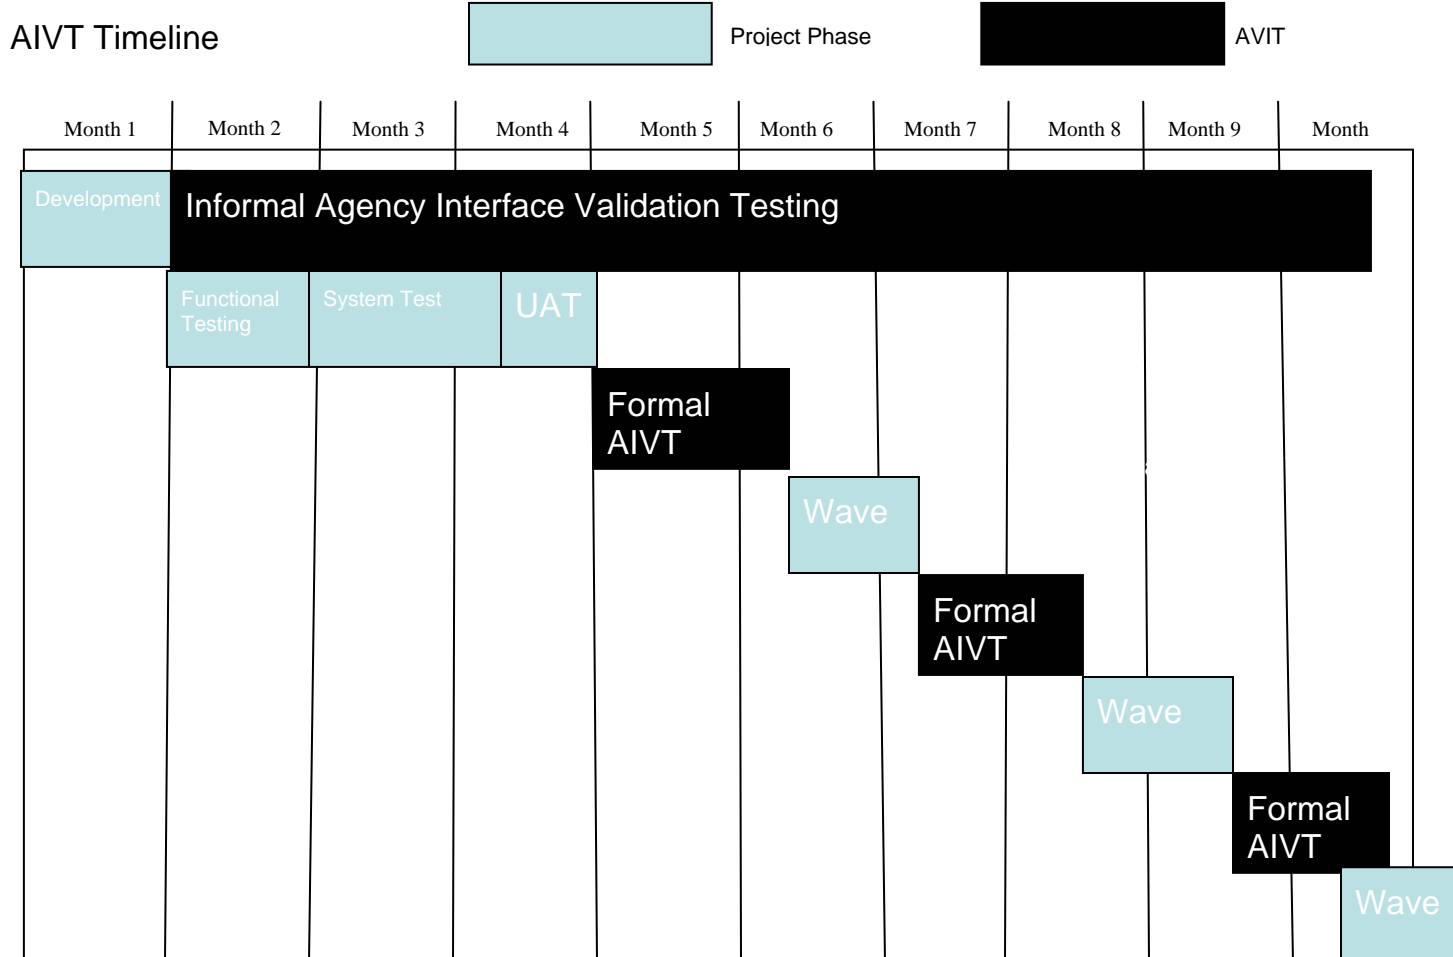 AIVT Timeline
Project Phase
AVIT
Month 1 Month 2 Month 3 Month 4 Month 5 Month 6 Month 7 Month 8 Month 9 Month
Development
Informal Agency Interface Validation Testing
Functional
Testing
System Test
UAT
Formal
AIVT
Wave
Formal
AIVT
Wave
Formal
AIVT
Wave